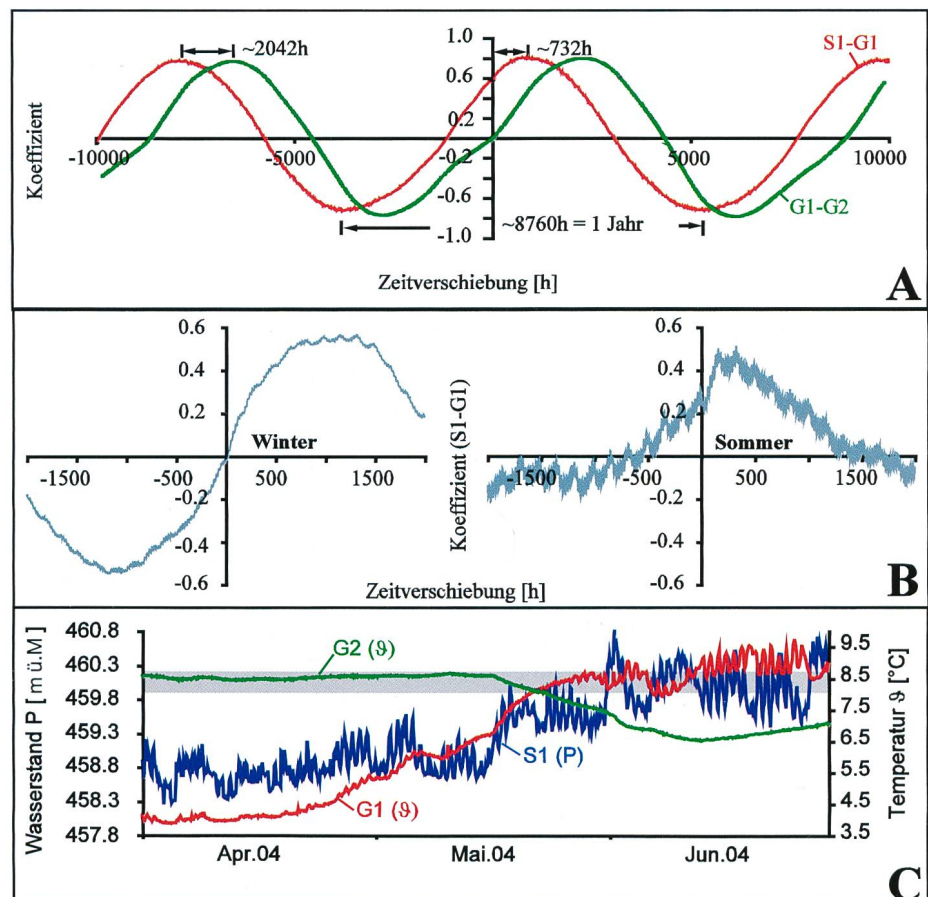 ~2042h
1.0
~732h
S1-G1
0.6
0.2
-10000
-5000
-0.2
5000
10000
-0.6
G1-G2
-1.0
~8760h = 1 Jahr
Koeffizient
Zeitverschiebung [h]
A
0.6
0.4
0.2
Winter
-1500
-500
500
1500
-0.2
-0.4
-0.6
Koeffizient (S1-G1)
0.6
0.4
0.2
Sommer
-1500
-500
500
1500
-0.2
-0.4
-0.6
Zeitverschiebung [h]
B
Wasserstand P [ m ü.M ]
460.8
460.3
459.8
459.3
458.8
458.3
457.8
G2 (ϑ)
S1 (P)
G1 (ϑ)
9.5
8.5
7.5
6.5
5.5
4.5
3.5
Temperatur ϑ [°C]
Apr.04
Mai.04
Jun.04
C